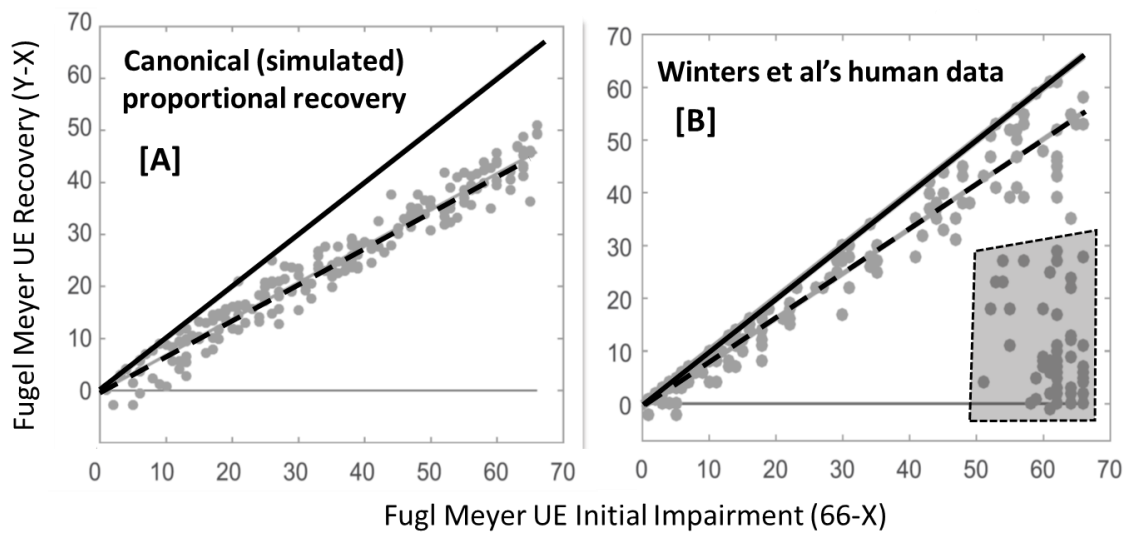 Fugel Meyer UE Recovery (Y-X)
70
60
50
40
30
20
10
0
Canonical (simulated)
proportional recovery
[A]
0 10 20 30 40 50 60 70
70
60
50
40
30
20
10
0
Winters et al's human data
[B]
0 10 20 30 40 50 60 70
Fugl Meyer UE Initial Impairment (66-X)